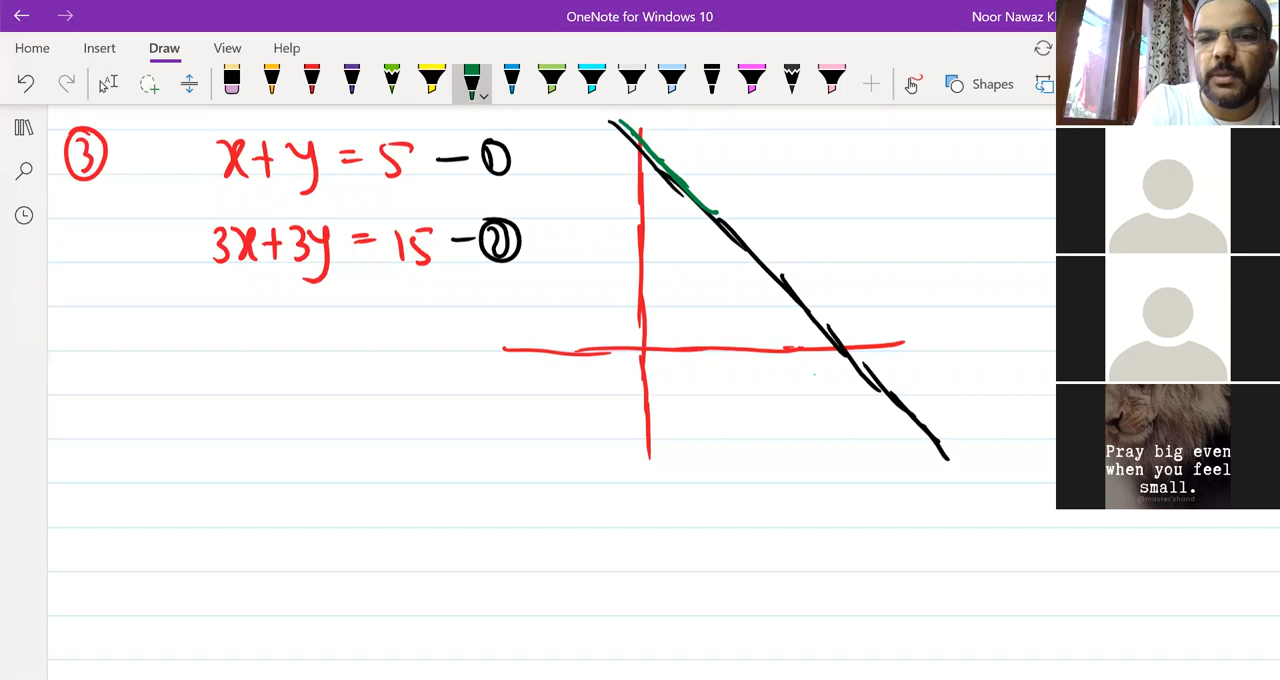 OneNote for Windows 10
Noor Nawaz K
Home Insert Draw View Help
Shapes
③ x + y = 5 — ①
3x + 3y = 15 — ②
Pray big even
when you feel
small.